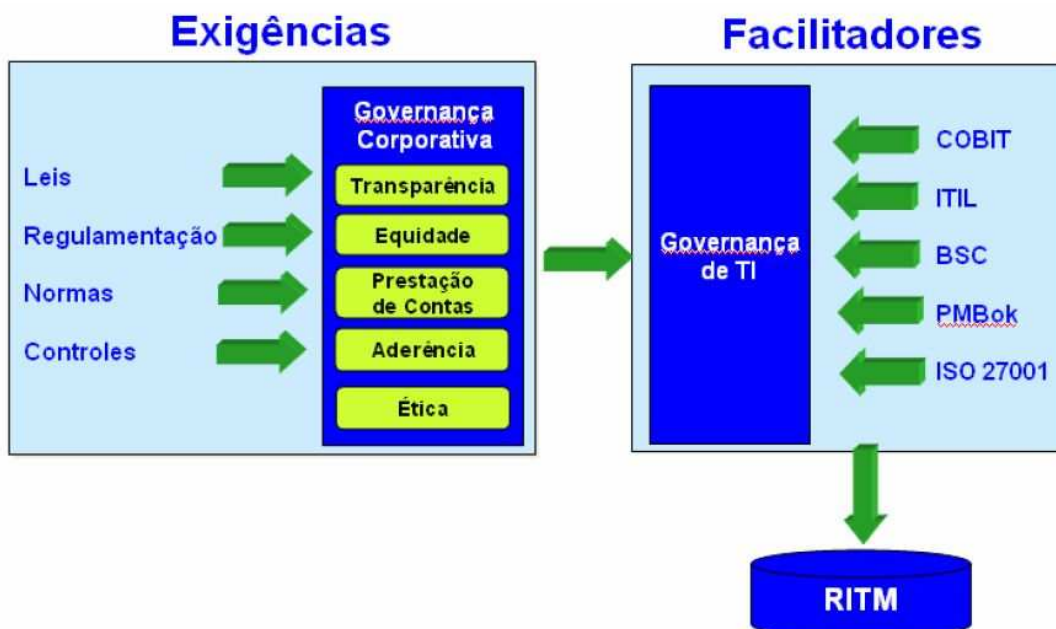 Exigências
Facilitadores
Governança
Corporativa
Leis
Regulamentação
Normas
Controles
Transparência
Equidade
Prestação
de Contas
Aderência
Ética
Governança
de TI
COBIT
ITIL
BSC
PMBok
ISO 27001
RITM